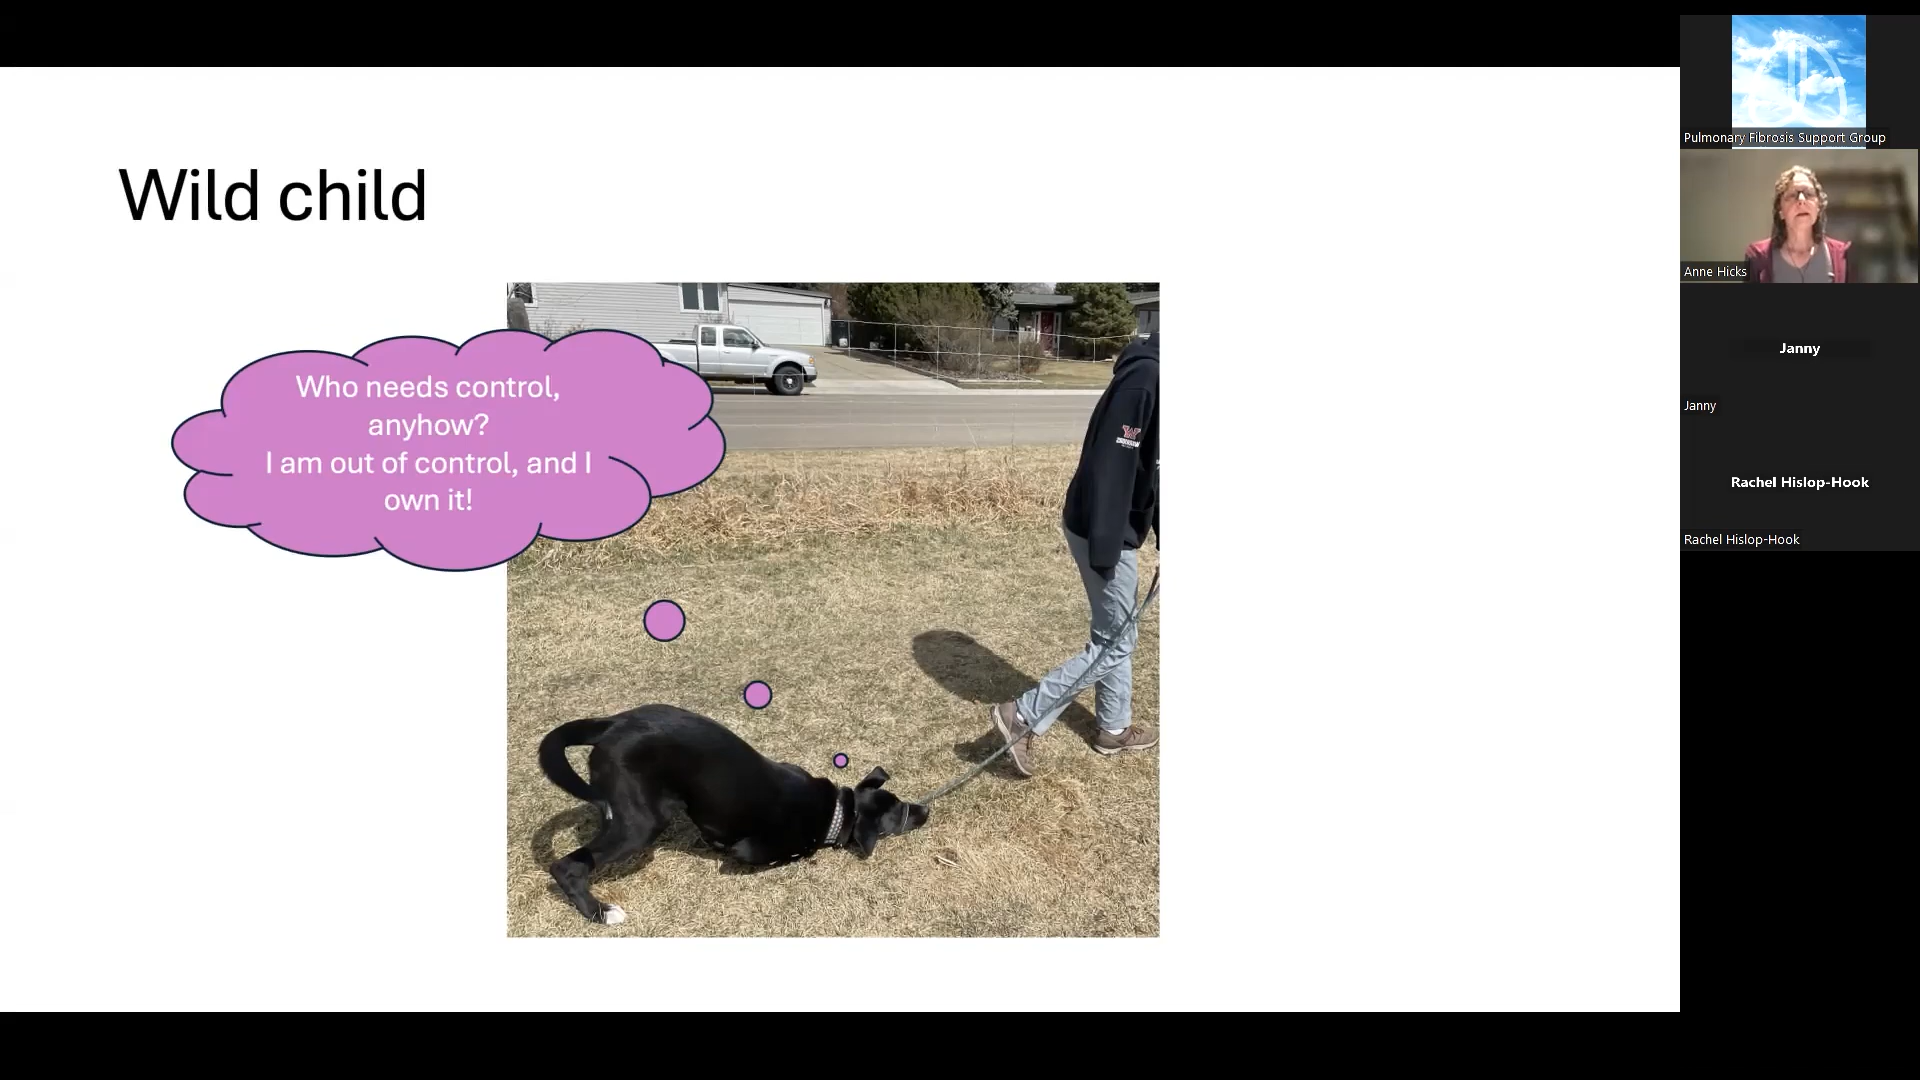 Wild child
Who needs control,
anyhow?
I am out of control, and I
own it!
Pulmonary Fibrosis Support Group
Anne Hicks
Janny
Janny
Rachel Hislop-Hook
Rachel Hislop-Hook